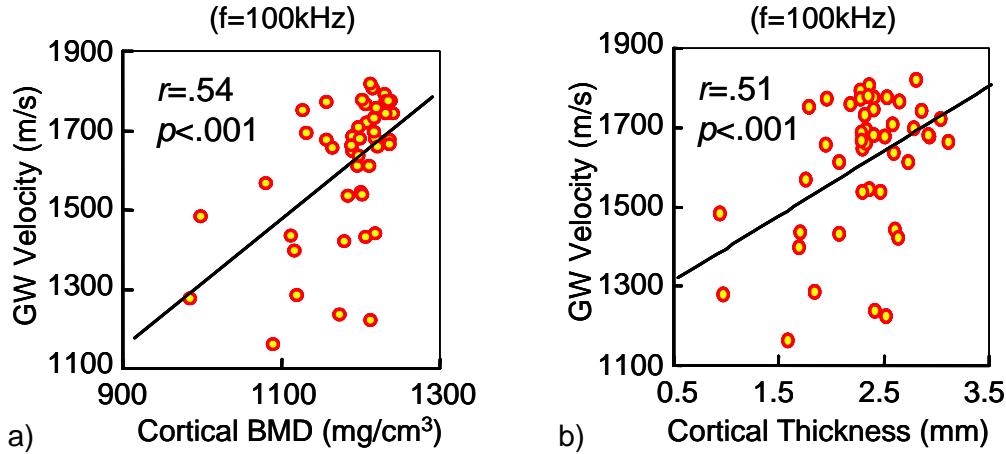 (f=100kHz)
1900
1700
1500
1300
1100
GW Velocity (m/s)
r=.54
p<.001
900
1100
1300
a)
Cortical BMD (mg/cm³)
(f=100kHz)
1900
1700
1500
1300
1100
GW Velocity (m/s)
r=.51
p<.001
0.5
1.5
2.5
3.5
b)
Cortical Thickness (mm)